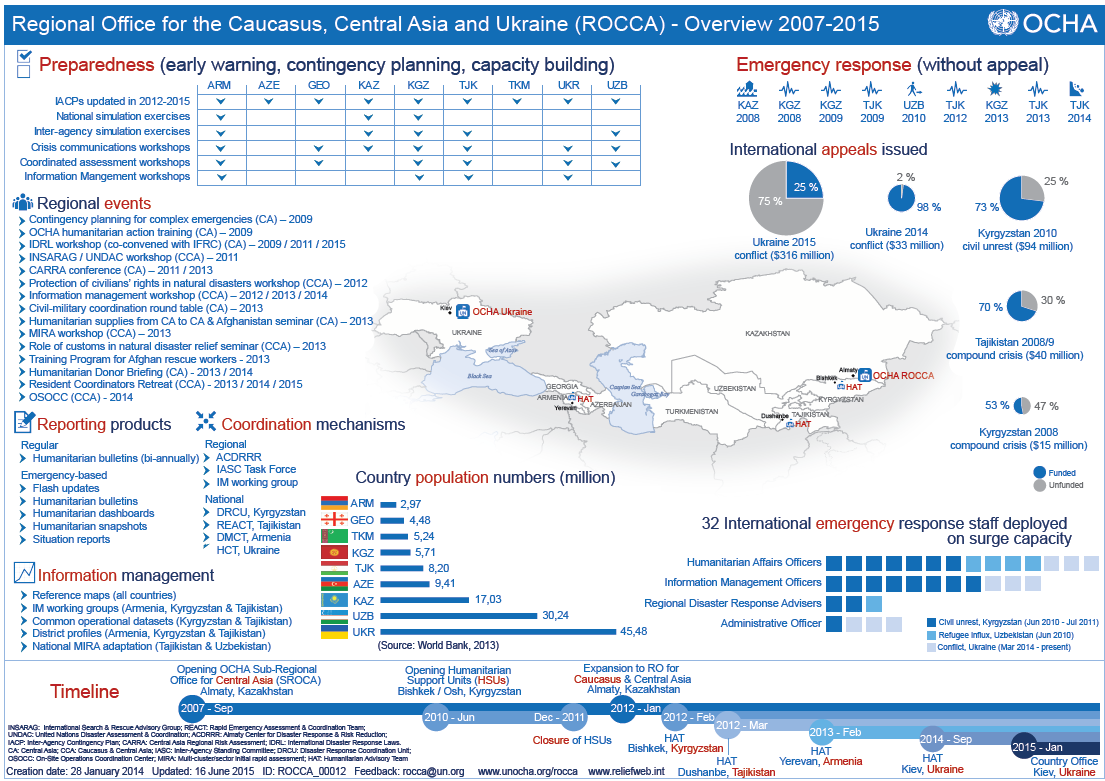 Regional Office for the Caucasus, Central Asia and Ukraine (ROCCA) - Overview 2007-2015
OCHA
Preparedness (early warning, contingency planning, capacity building)
ARM AZE GEO KAZ KGZ TJK TKM UKR UZB
IACPs updated in 2012-2015
National simulation exercises
Inter-agency simulation exercises
Crisis communications workshops
Coordinated assessment workshops
Information Mangement workshops
Emergency response (without appeal)
KAZ KGZ KGZ TJK UZB TJK KGZ TJK TJK
2008 2008 2009 2009 2010 2012 2013 2013 2014
International appeals issued
25 %
75 %
Ukraine 2015
conflict ($316 million)
2 %
98 %
Ukraine 2014
conflict ($33 million)
25 %
73 %
Kyrgyzstan 2010
civil unrest ($94 million)
70 %
30 %
Tajikistan 2008/9
compound crisis ($40 million)
53 %
47 %
Kyrgyzstan 2008
compound crisis ($15 million)
Funded
Unfunded
Regional events
Contingency planning for complex emergencies (CA) – 2009
OCHA humanitarian action training (CA) – 2009
IDRL workshop (co-convened with IFRC) (CA) – 2009 / 2011 / 2015
INSARAG / UNDAC workshop (CCA) – 2011
CARRA conference (CA) – 2011 / 2013
Protection of civilians' rights in natural disasters workshop (CCA) – 2012
Information management workshop (CCA) – 2012 / 2013 / 2014
Civil-military coordination round table (CA) – 2013
Humanitarian supplies from CA to CA & Afghanistan seminar (CA) – 2013
MIRA workshop (CCA) – 2013
Role of customs in natural disaster relief seminar (CCA) – 2013
Training Program for Afghan rescue workers - 2013
Humanitarian Donor Briefing (CA) - 2013 / 2014
Resident Coordinators Retreat (CCA) - 2013 / 2014 / 2015
OSOCC (CCA) - 2014
Kiev
OCHA Ukraine
UKRAINE
Sea of Azov
Black Sea
GEORGIA
ARMENIA
HAT
Yerevan
AZERBAIJAN
Caspian Sea
KAZAKHSTAN
UZBEKISTAN
TURKMENISTAN
Almaty
OCHA ROCCA
Bishkek
HAT
KYRGYZSTAN
Dushanbe
TAJIKISTAN
HAT
Reporting products
Regular
Humanitarian bulletins (bi-annually)
Emergency-based
Flash updates
Humanitarian bulletins
Humanitarian dashboards
Humanitarian snapshots
Situation reports
Coordination mechanisms
Regional
ACDRRR
IASC Task Force
IM working group
National
DRCU, Kyrgyzstan
REACT, Tajikistan
DMCT, Armenia
HCT, Ukraine
Information management
Reference maps (all countries)
IM working groups (Armenia, Kyrgyzstan & Tajikistan)
Common operational datasets (Kyrgyzstan & Tajikistan)
District profiles (Armenia, Kyrgyzstan & Tajikistan)
National MIRA adaptation (Tajikistan & Uzbekistan)
Country population numbers (million)
ARM 2,97
GEO 4,48
TKM 5,24
KGZ 5,71
TJK 8,20
AZE 9,41
KAZ 17,03
UZB 30,24
UKR 45,48
(Source: World Bank, 2013)
32 International emergency response staff deployed
on surge capacity
Humanitarian Affairs Officers
Information Management Officers
Regional Disaster Response Advisers
Administrative Officer
Civil unrest, Kyrgyzstan (Jun 2010 - Jul 2011)
Refugee Influx, Uzbekistan (Jun 2010)
Conflict, Ukraine (Mar 2014 - present)
Timeline
Opening OCHA Sub-Regional
Office for Central Asia (SROCA)
Almaty, Kazakhstan
2007 - Sep
Opening Humanitarian
Support Units (HSUs)
Bishkek / Osh, Kyrgyzstan
2010 - Jun
Dec - 2011
Closure of HSUs
Expansion to RO for
Caucasus & Central Asia
Almaty, Kazakhstan
2012 - Jan
2012 - Feb
HAT
Bishkek, Kyrgyzstan
2012 - Mar
HAT
Dushanbe, Tajikistan
2013 - Feb
HAT
Yerevan, Armenia
2014 - Sep
HAT
Kiev, Ukraine
2015 - Jan
Country Office
Kiev, Ukraine
INSARAG: International Search & Rescue Advisory Group; REACT: Rapid Emergency Assessment & Coordination Team;
UNDAC: United Nations Disaster Assessment & Coordination; ACDRRR: Almaty Center for Disaster Response & Risk Reduction;
IACP: Inter-Agency Contingency Plan; CARRA: Central Asia Regional Risk Assessment; IDRL: International Disaster Response Laws.
CA: Central Asia; CCA: Caucasus & Central Asia; IASC: Inter-Agency Standing Committee; DRCU: Disaster Response Coordination Unit;
OSOCC: On-Site Operations Coordination Center; MIRA: Multi-cluster/sector initial rapid assessment; HAT: Humanitarian Advisory Team
Creation date: 28 January 2014 Updated: 16 June 2015 ID: ROCCA_00012 Feedback: rocca@un.org www.unocha.org/rocca www.reliefweb.int